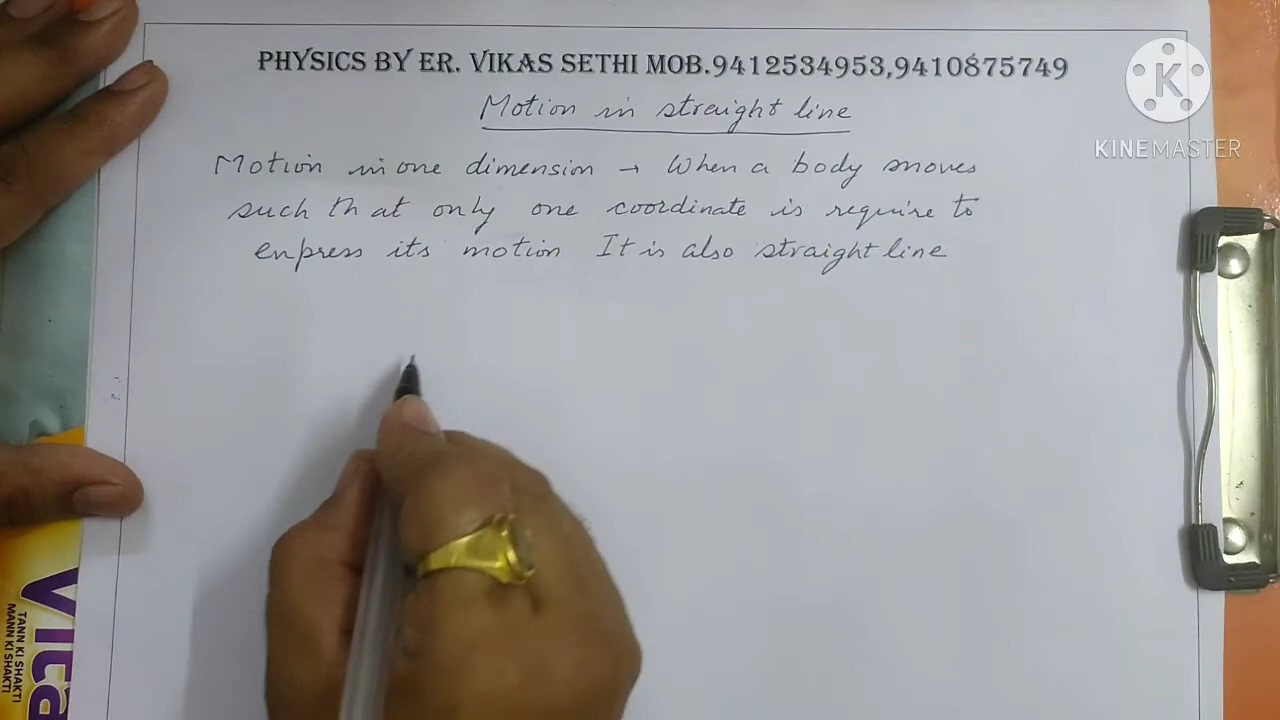 PHYSICS BY ER. VIKAS SETHI MOB.9412534953,9410875749
Motion in straight line
Motion in one dimension → When a body moves
such that only one coordinate is require to
enpress its motion It is also straight line
KINEMASTER
K
Vita
TANN KI SHAKTI
MANN KI SHAKTI